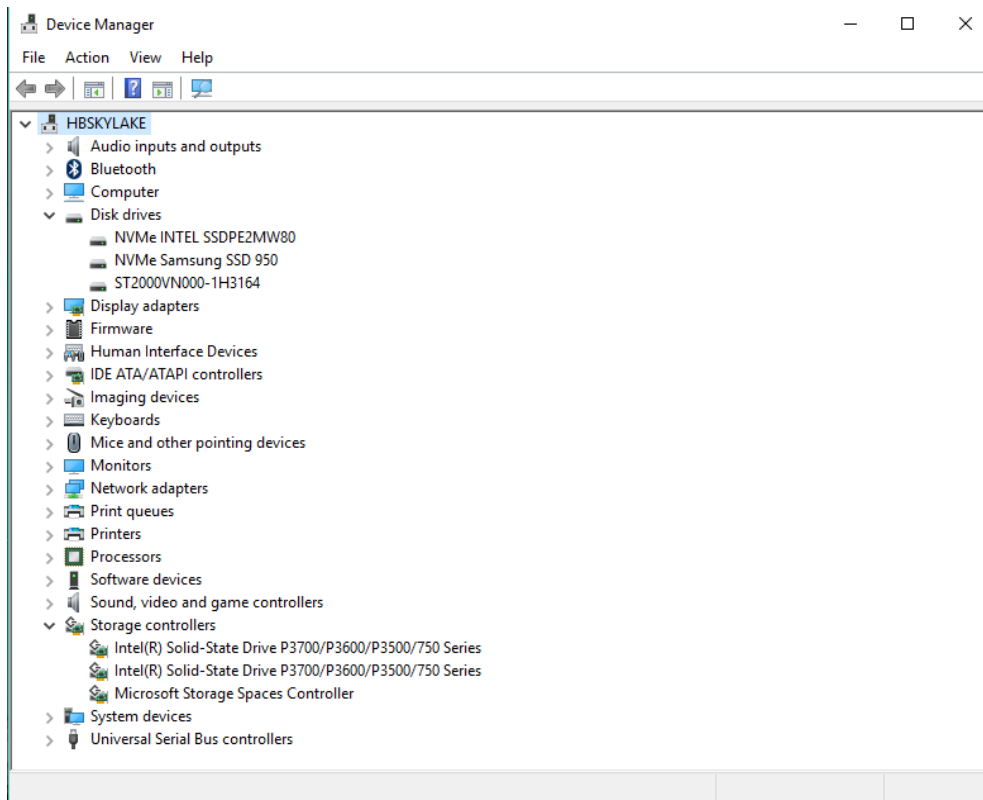 Device Manager
File Action View Help
HBSKYLAKE
Audio inputs and outputs
Bluetooth
Computer
Disk drives
NVMe INTEL SSDPE2MW80
NVMe Samsung SSD 950
ST2000VN000-1H3164
Display adapters
Firmware
Human Interface Devices
IDE ATA/ATAPI controllers
Imaging devices
Keyboards
Mice and other pointing devices
Monitors
Network adapters
Print queues
Printers
Processors
Software devices
Sound, video and game controllers
Storage controllers
Intel(R) Solid-State Drive P3700/P3600/P3500/750 Series
Intel(R) Solid-State Drive P3700/P3600/P3500/750 Series
Microsoft Storage Spaces Controller
System devices
Universal Serial Bus controllers